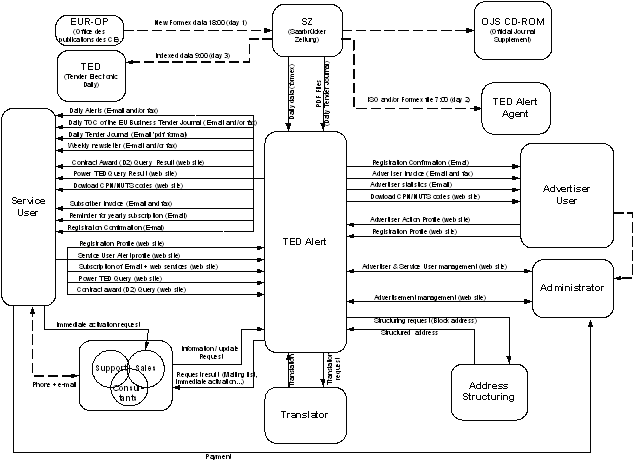 EUR-OP
(Office des
publications des CE)
New Formex data 18:00 (day 1)
SZ
(Saarbrücker
Zeitung)
OJS CD-ROM
(Official Journal
Supplement)
TED
(Tender Electronic
Daily)
Indexed data 9:00 (day 3)
Daily data (formex)
PDF Files
(Daily Tender Journal)
ISO and/or Formex file 7:00 (day 2)
TED Alert
Agent
Daily Alerts (E-mail and/or fax)
Daily TOC of the EU Business Tender Journal (Email and/or fax)
Daily Tender Journal (Email 'pdf' format)
Weekly newsletter (E-mail and/or fax)
Contract Award (D2) Query Result (web site)
Power TED Query Result (web site)
Dowload CPN/NUTS codes (web site)
Subscriber Invoice (Email and fax)
Reminder for yearly subscription (Email)
Registration Confirmation (E-mail)
Service
User
Registration Profile (web site)
Service User Alert profile (web site)
Subscription/ Email + web services (web site)
Power TED Query (web site)
Contract award (D2) Query (web site)
TED Alert
Registration Confirmation (Email)
Advertiser Invoice (Email and fax)
Advertiser statistics (Email)
Dowload CPN/NUTS codes (web site)
Advertiser Action Profile (web site)
Registration Profile (web site)
Advertiser
User
Advertiser & Service User management (web site)
Administrator
Advertisement management (web site)
Structuring request (Block address)
Structured address
Immediate activation request
Information / update
Request
Support
Sales
Consul-
tants
Request result (Mailing list,
Immediate activation...)
Phone + e-mail
Translation
Translation
request
Translator
Address
Structuring
Payment